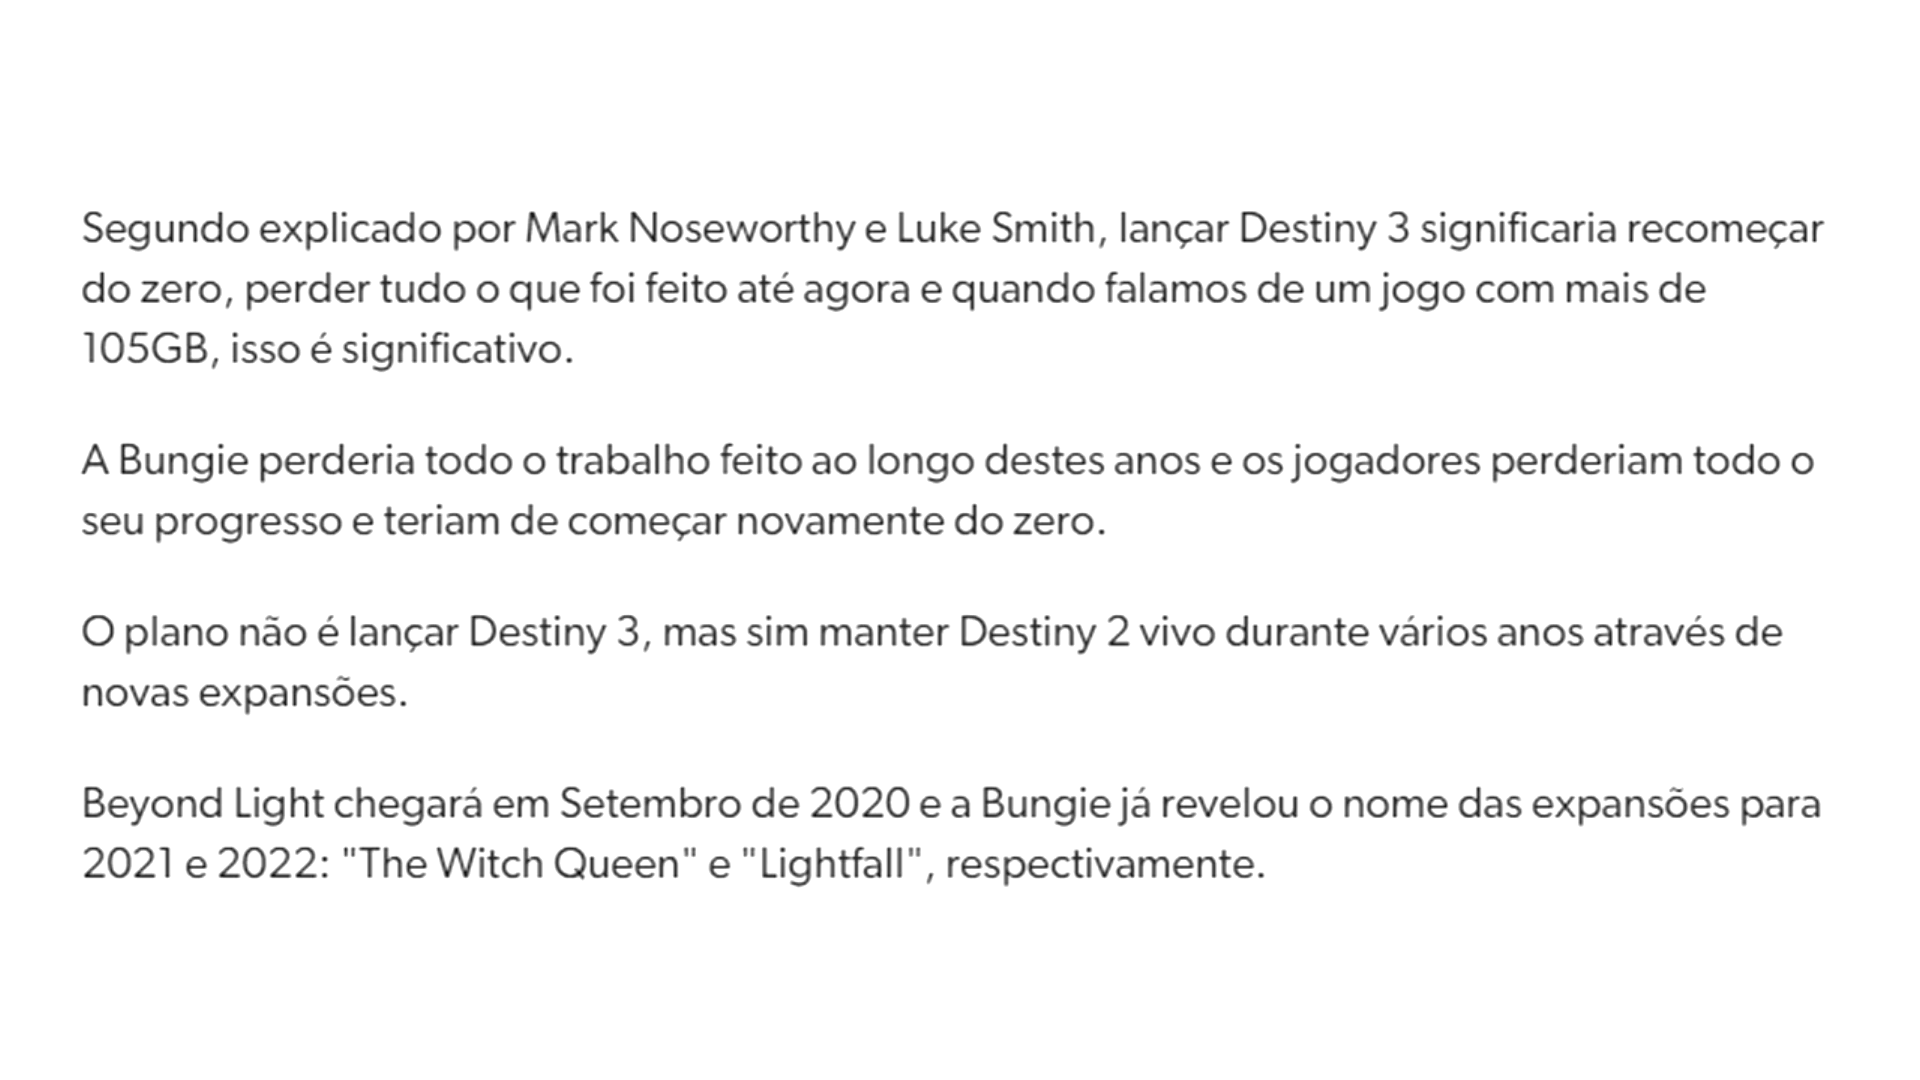 Segundo explicado por Mark Noseworthy e Luke Smith, lançar Destiny 3 significaria recomeçar
do zero, perder tudo o que foi feito até agora e quando falamos de um jogo com mais de
105GB, isso é significativo.
A Bungie perderia todo o trabalho feito ao longo destes anos e os jogadores perderiam todo o
seu progresso e teriam de começar novamente do zero.
O plano não é lançar Destiny 3, mas sim manter Destiny 2 vivo durante vários anos através de
novas expansões.
Beyond Light chegará em Setembro de 2020 e a Bungie já revelou o nome das expansões para
2021 e 2022: "The Witch Queen" e "Lightfall", respectivamente.